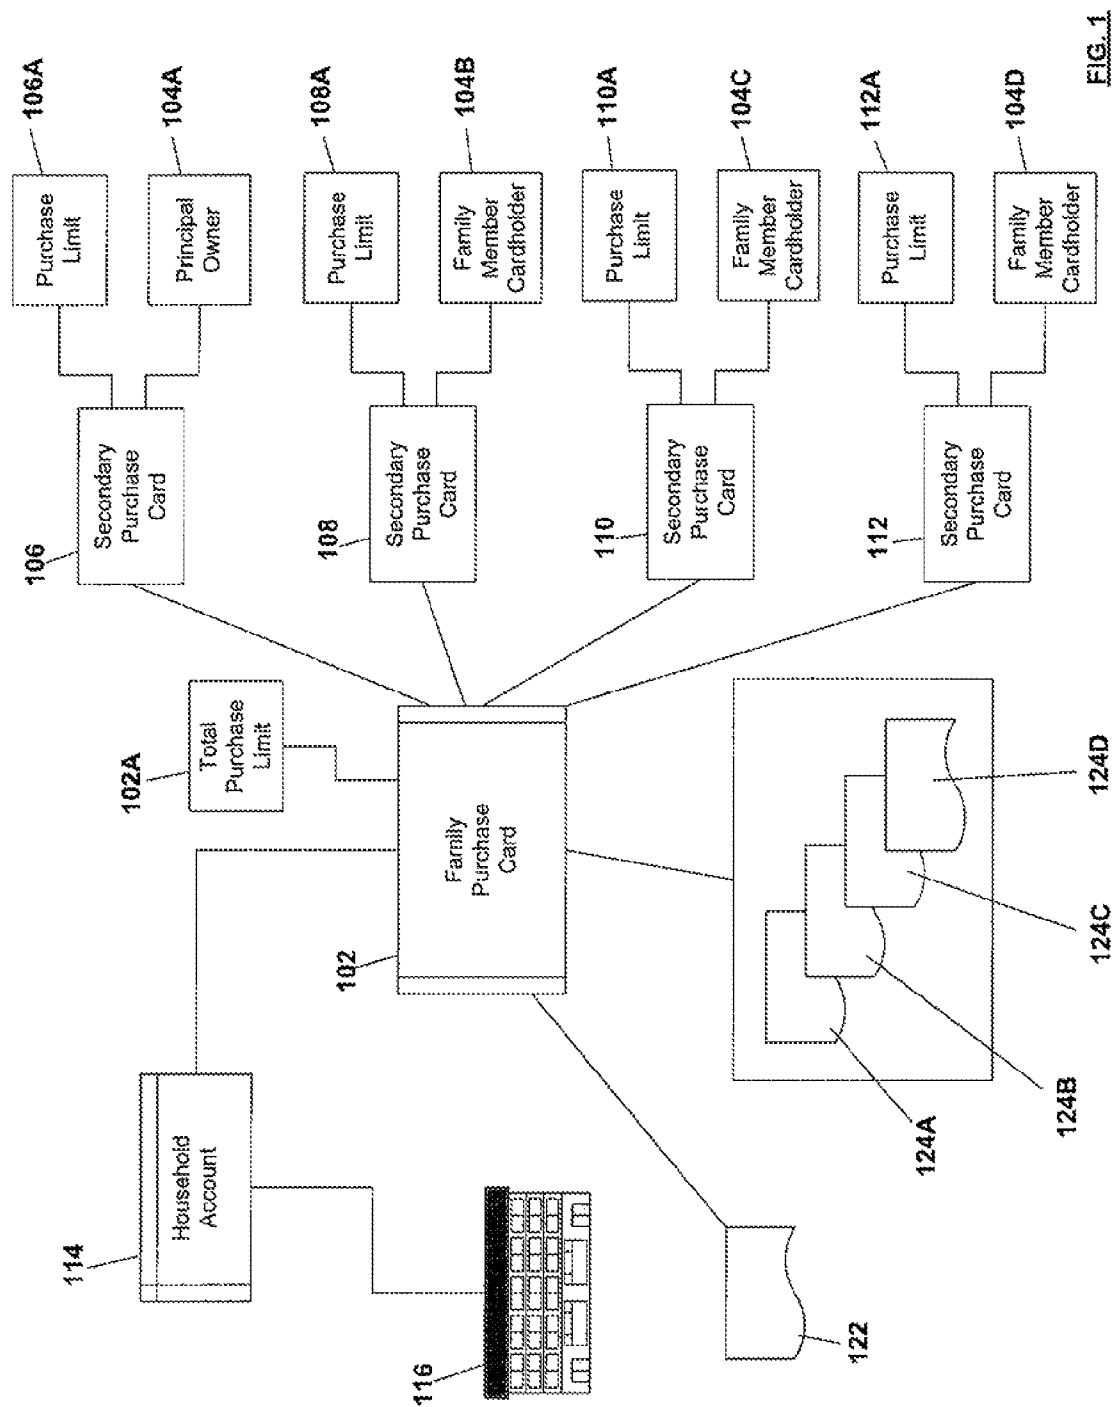 106A
Purchase
Limit
104A
Principal
Owner
108A
Purchase
Limit
104B
Family
Member
Cardholder
110A
Purchase
Limit
104C
Family
Member
Cardholder
112A
Purchase
Limit
104D
Family
Member
Cardholder
106
Secondary
Purchase
Card
108
Secondary
Purchase
Card
110
Secondary
Purchase
Card
112
Secondary
Purchase
Card
102A
Total
Purchase
Limit
102
Family
Purchase
Card
114
Household
Account
116
122
124A
124B
124C
124D
FIG. 1